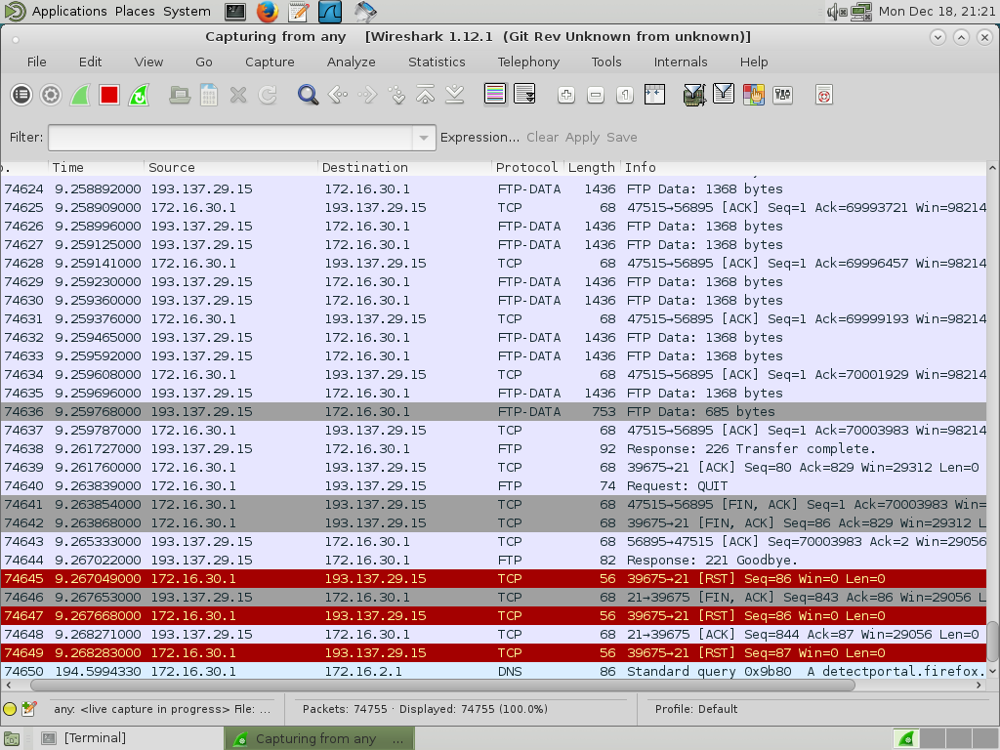 Applications Places System Mon Dec 18, 21:21
Capturing from any [Wireshark 1.12.1 (Git Rev Unknown from unknown)]
File Edit View Go Capture Analyze Statistics Telephony Tools Internals Help
Filter: Expression... Clear Apply Save
Time Source Destination Protocol Length Info
74624 9.258892000 193.137.29.15 172.16.30.1 FTP-DATA 1436 FTP Data: 1368 bytes
74625 9.258909000 172.16.30.1 193.137.29.15 TCP 68 47515→56895 [ACK] Seq=1 Ack=69993721 Win=98214
74626 9.258996000 193.137.29.15 172.16.30.1 FTP-DATA 1436 FTP Data: 1368 bytes
74627 9.259125000 193.137.29.15 172.16.30.1 FTP-DATA 1436 FTP Data: 1368 bytes
74628 9.259141000 172.16.30.1 193.137.29.15 TCP 68 47515→56895 [ACK] Seq=1 Ack=69996457 Win=98214
74629 9.259230000 193.137.29.15 172.16.30.1 FTP-DATA 1436 FTP Data: 1368 bytes
74630 9.259360000 193.137.29.15 172.16.30.1 FTP-DATA 1436 FTP Data: 1368 bytes
74631 9.259376000 172.16.30.1 193.137.29.15 TCP 68 47515→56895 [ACK] Seq=1 Ack=69999193 Win=98214
74632 9.259465000 193.137.29.15 172.16.30.1 FTP-DATA 1436 FTP Data: 1368 bytes
74633 9.259592000 193.137.29.15 172.16.30.1 FTP-DATA 1436 FTP Data: 1368 bytes
74634 9.259608000 172.16.30.1 193.137.29.15 TCP 68 47515→56895 [ACK] Seq=1 Ack=70001929 Win=98214
74635 9.259696000 193.137.29.15 172.16.30.1 FTP-DATA 1436 FTP Data: 1368 bytes
74636 9.259768000 193.137.29.15 172.16.30.1 FTP-DATA 753 FTP Data: 685 bytes
74637 9.259787000 172.16.30.1 193.137.29.15 TCP 68 47515→56895 [ACK] Seq=1 Ack=70003983 Win=98214
74638 9.261727000 193.137.29.15 172.16.30.1 FTP 92 Response: 226 Transfer complete.
74639 9.261760000 172.16.30.1 193.137.29.15 TCP 68 39675→21 [ACK] Seq=80 Ack=829 Win=29312 Len=0
74640 9.263839000 172.16.30.1 193.137.29.15 FTP 74 Request: QUIT
74641 9.263854000 172.16.30.1 193.137.29.15 TCP 68 47515→56895 [FIN, ACK] Seq=1 Ack=70003983 Win=
74642 9.263868000 172.16.30.1 193.137.29.15 TCP 68 39675→21 [FIN, ACK] Seq=86 Ack=829 Win=29312 L
74643 9.265333000 193.137.29.15 172.16.30.1 TCP 68 56895→47515 [ACK] Seq=70003983 Ack=2 Win=29056
74644 9.267022000 193.137.29.15 172.16.30.1 FTP 82 Response: 221 Goodbye.
74645 9.267049000 172.16.30.1 193.137.29.15 TCP 56 39675→21 [RST] Seq=86 Win=0 Len=0
74646 9.267653000 193.137.29.15 172.16.30.1 TCP 68 21→39675 [FIN, ACK] Seq=843 Ack=86 Win=29056 L
74647 9.267668000 172.16.30.1 193.137.29.15 TCP 56 39675→21 [RST] Seq=86 Win=0 Len=0
74648 9.268271000 193.137.29.15 172.16.30.1 TCP 68 21→39675 [ACK] Seq=844 Ack=87 Win=29056 Len=0
74649 9.268283000 172.16.30.1 193.137.29.15 TCP 56 39675→21 [RST] Seq=87 Win=0 Len=0
74650 194.5994330 172.16.30.1 172.16.2.1 DNS 86 Standard query 0x9b80 A detectportal.firefox.
any: <live capture in progress> File: ... Packets: 74755 · Displayed: 74755 (100.0%) Profile: Default
[Terminal] Capturing from any ...